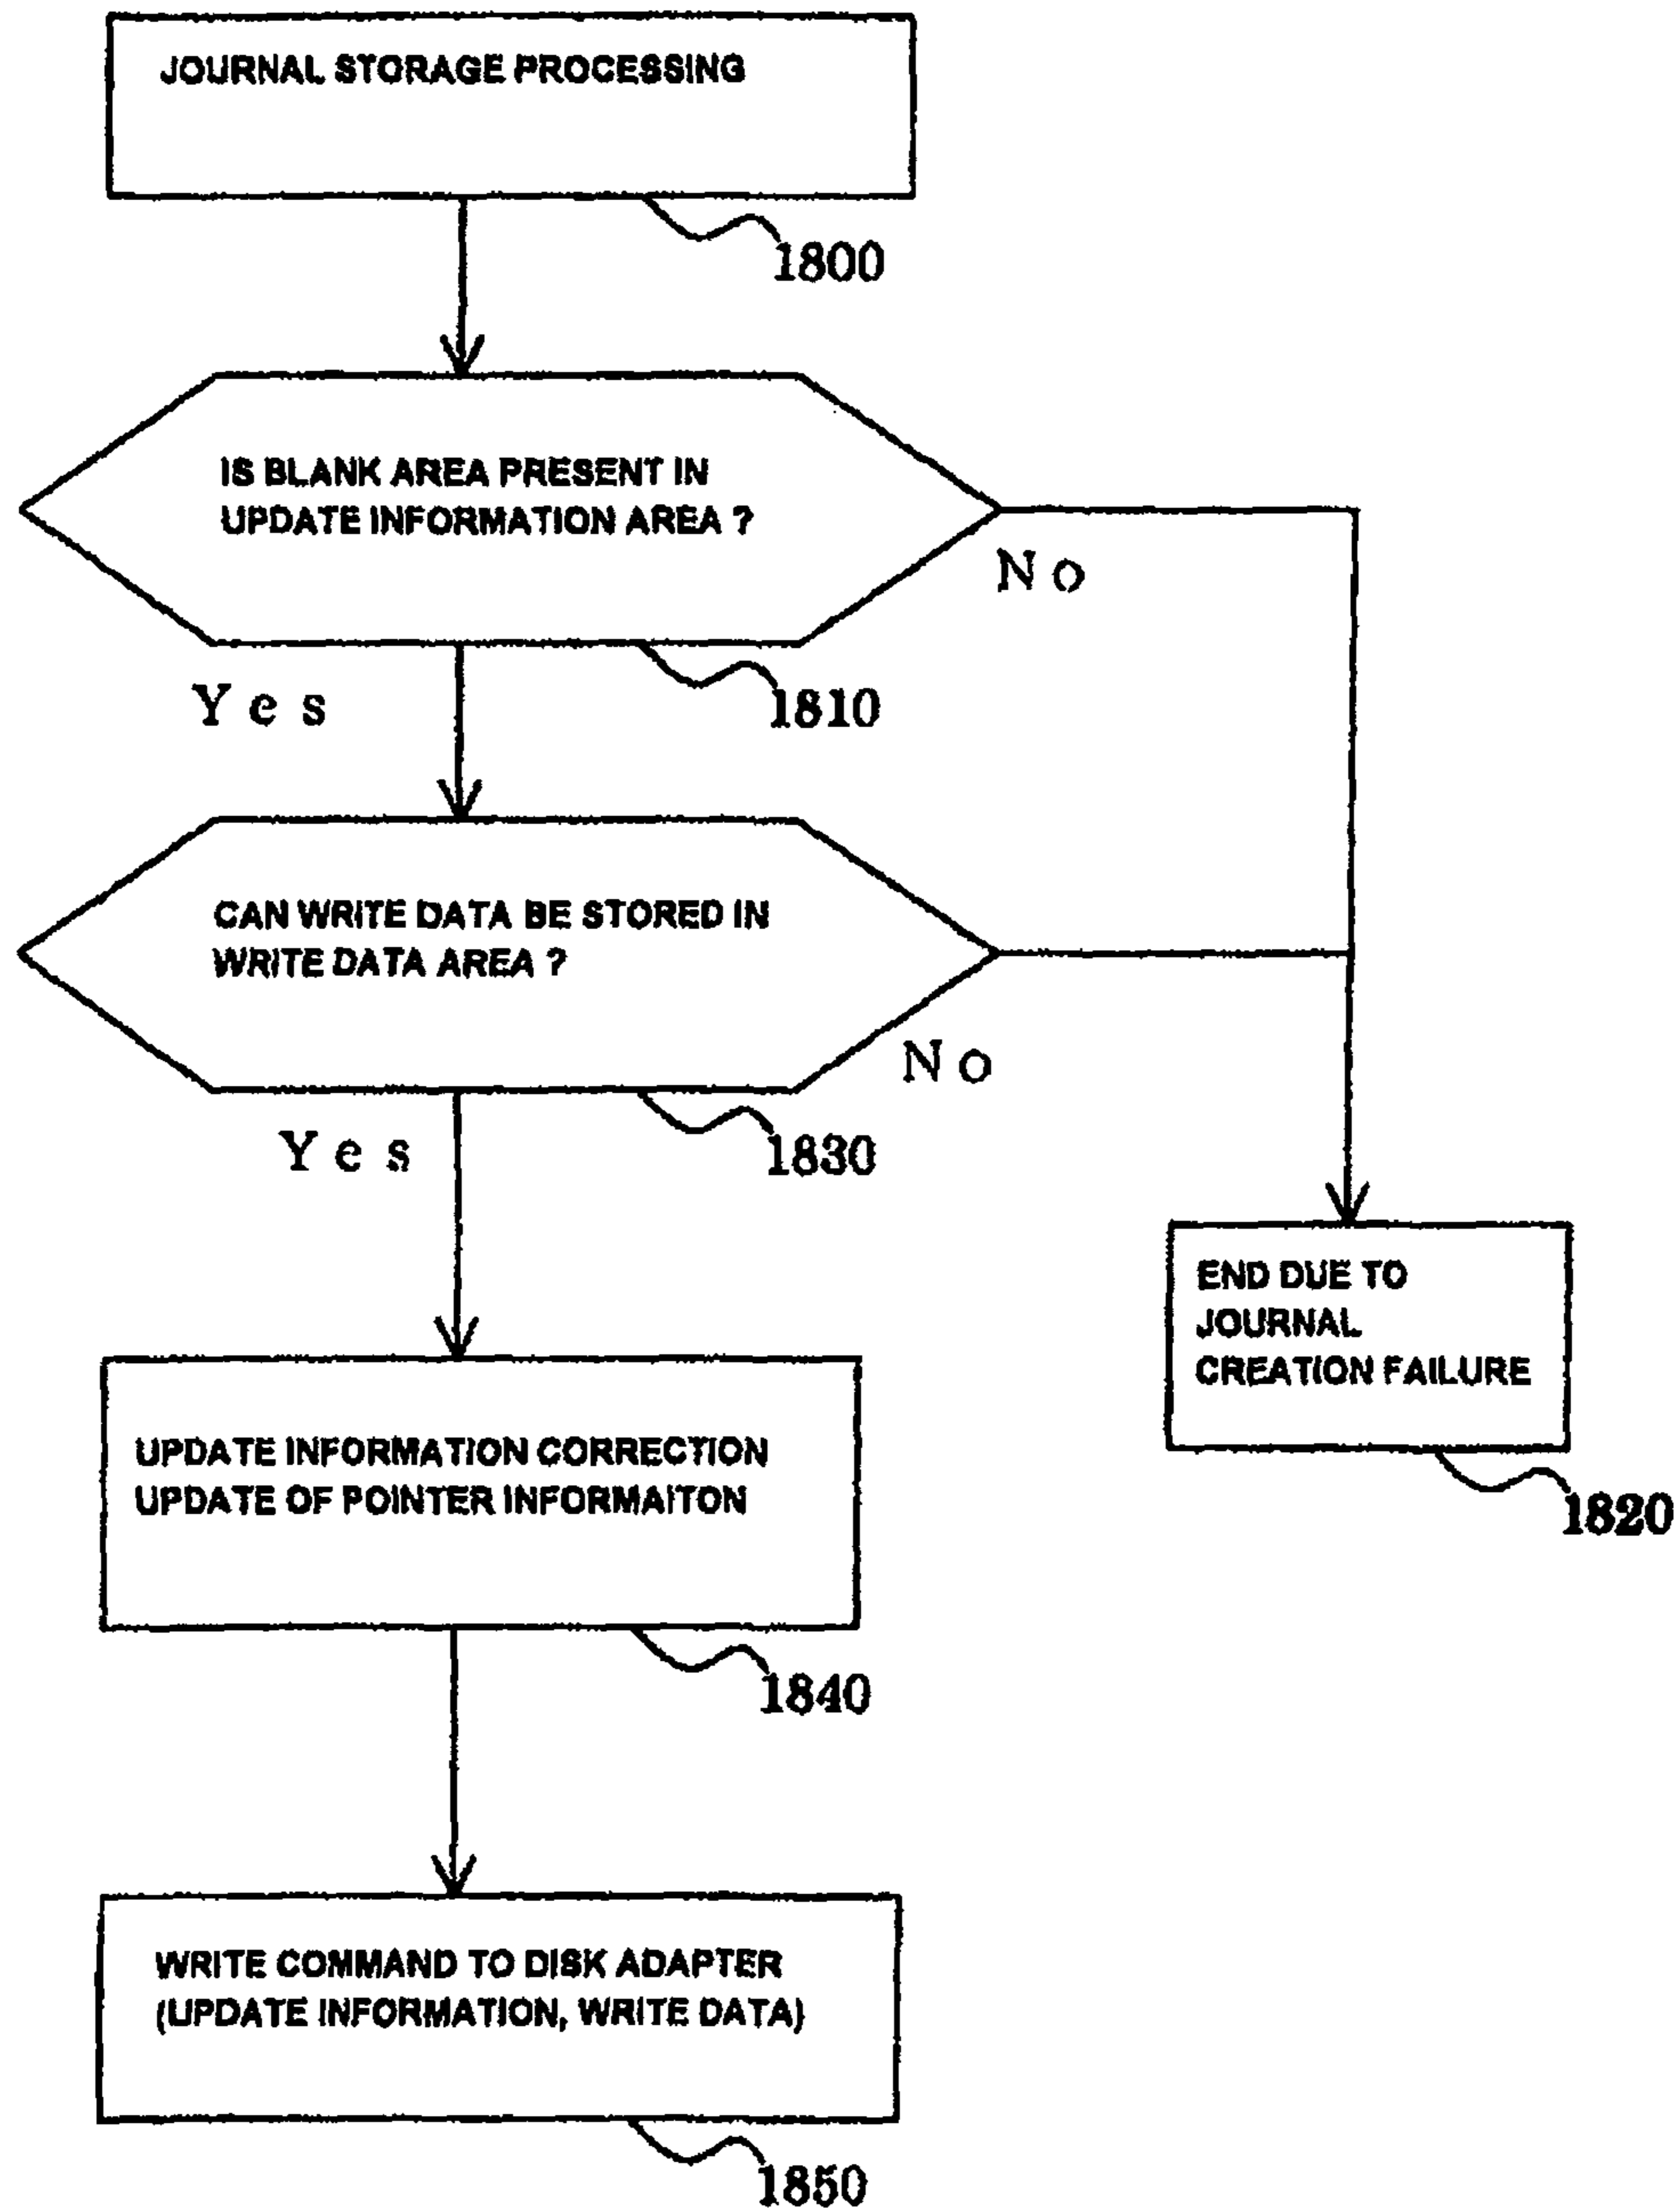 JOURNAL STORAGE PROCESSING
1800
IS BLANK AREA PRESENT IN
UPDATE INFORMATION AREA ?
No
Yes
1810
CAN WRITE DATA BE STORED IN
WRITE DATA AREA ?
No
Yes
1830
END DUE TO
JOURNAL
CREATION FAILURE
1820
UPDATE INFORMATION CORRECTION
UPDATE OF POINTER INFORMAITON
1840
WRITE COMMAND TO DISK ADAPTER
(UPDATE INFORMATION, WRITE DATA)
1850